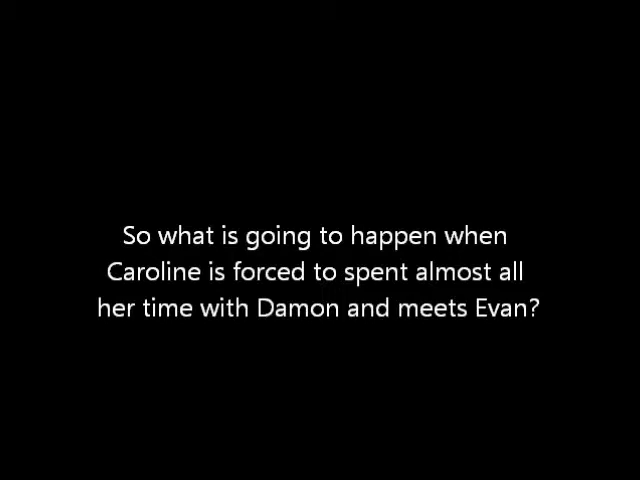 So what is going to happen when
Caroline is forced to spent almost all
her time with Damon and meets Evan?